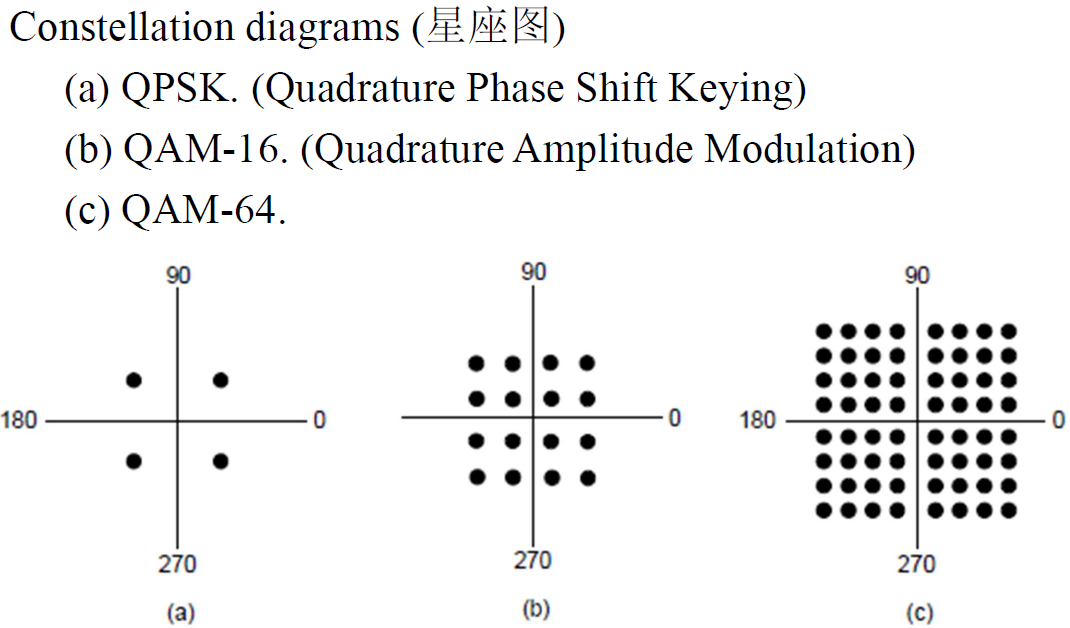 Constellation diagrams (星座图)
(a) QPSK. (Quadrature Phase Shift Keying)
(b) QAM-16. (Quadrature Amplitude Modulation)
(c) QAM-64.
90
180
0
270
(a)
90
0
270
(b)
90
180
0
270
(c)